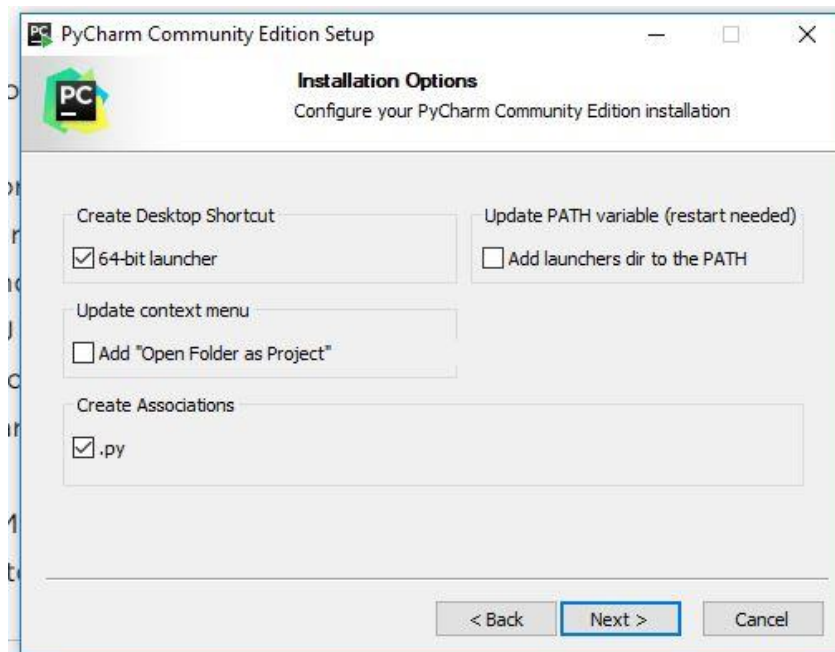 PC PyCharm Community Edition Setup
PC
Installation Options
Configure your PyCharm Community Edition installation
Create Desktop Shortcut
64-bit launcher
Update PATH variable (restart needed)
Add launchers dir to the PATH
Update context menu
Add "Open Folder as Project"
Create Associations
.py
< Back
Next >
Cancel